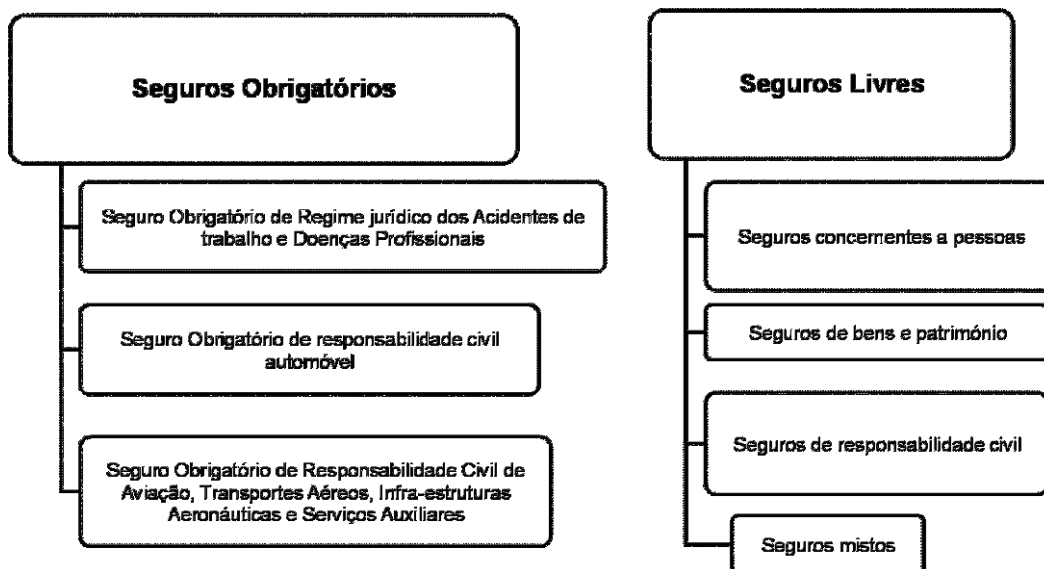 Seguros Obrigatórios
Seguro Obrigatório de Regime jurídico dos Acidentes de
trabalho e Doenças Profissionais
Seguro Obrigatório de responsabilidade civil
automóvel
Seguro Obrigatório de Responsabilidade Civil de
Aviação, Transportes Aéreos, Infra-estruturas
Aeronáuticas e Serviços Auxiliares
Seguros Livres
Seguros concernentes a pessoas
Seguros de bens e património
Seguros de responsabilidade civil
Seguros mistos